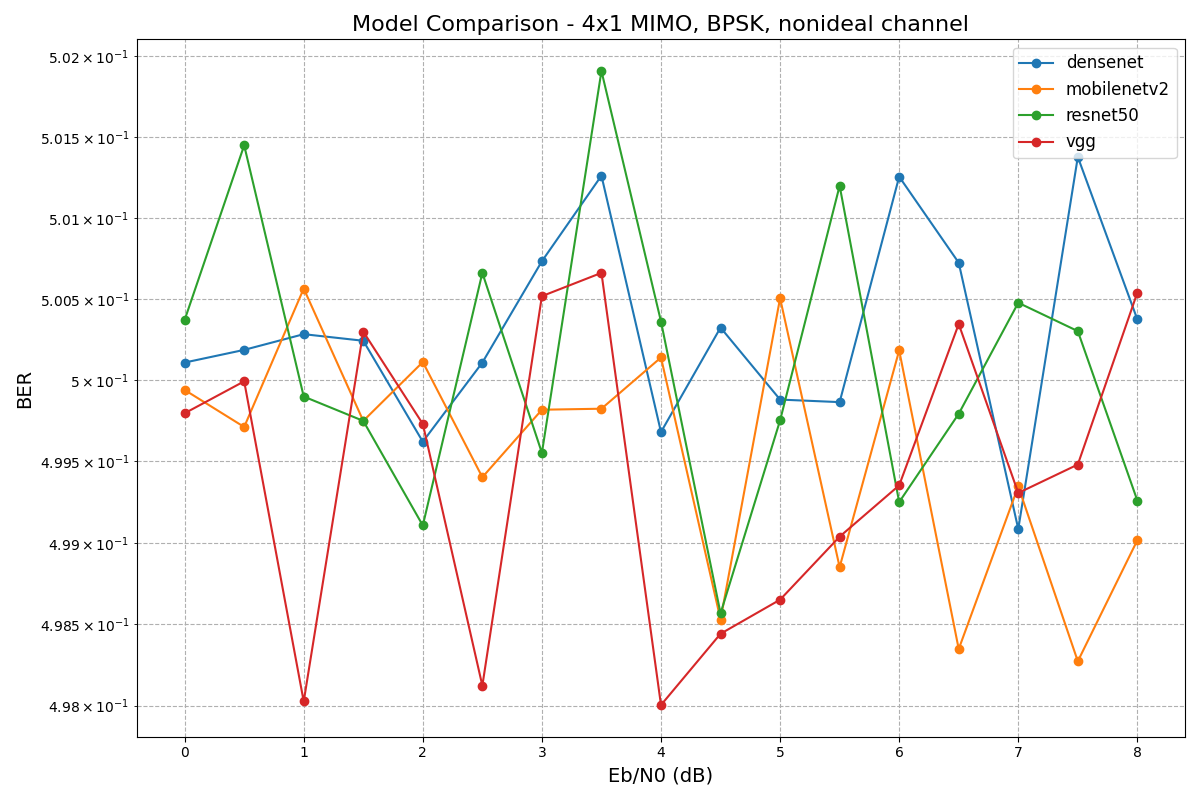 Model Comparison - 4x1 MIMO, BPSK, nonideal channel
5.02 × 10⁻¹
5.015 × 10⁻¹
5.01 × 10⁻¹
5.005 × 10⁻¹
5 × 10⁻¹
4.995 × 10⁻¹
4.99 × 10⁻¹
4.985 × 10⁻¹
4.98 × 10⁻¹
BER
densenet
mobilenetv2
resnet50
vgg
0 1 2 3 4 5 6 7 8
Eb/N0 (dB)